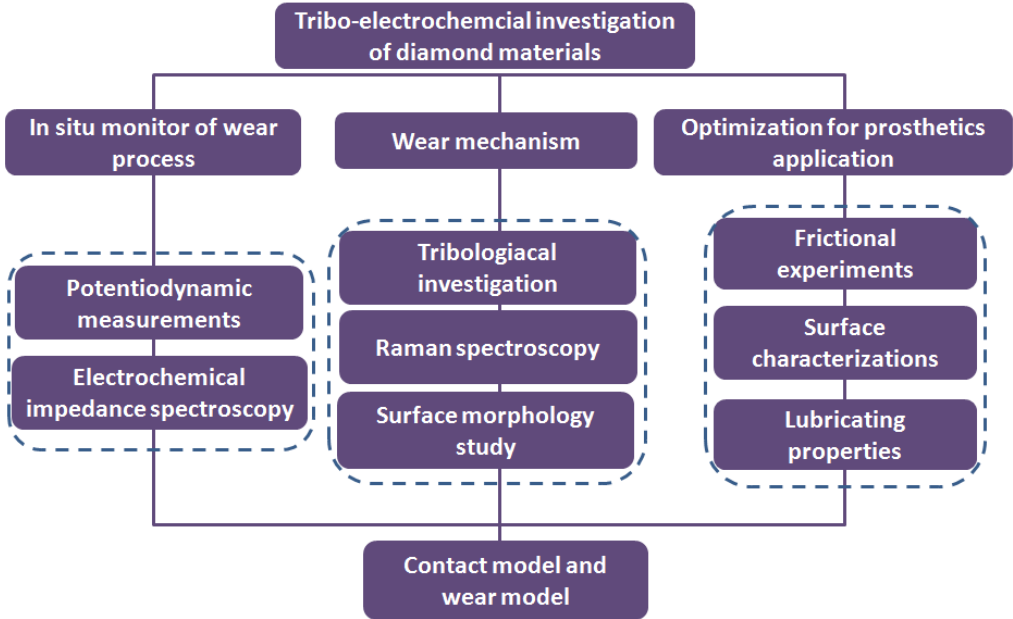 Tribo-electrochemcial investigation
of diamond materials
In situ monitor of wear
process
Wear mechanism
Optimization for prosthetics
application
Potentiodynamic
measurements
Electrochemical
impedance spectroscopy
Tribologiacal
investigation
Raman spectroscopy
Surface morphology
study
Frictional
experiments
Surface
characterizations
Lubricating
properties
Contact model and
wear model